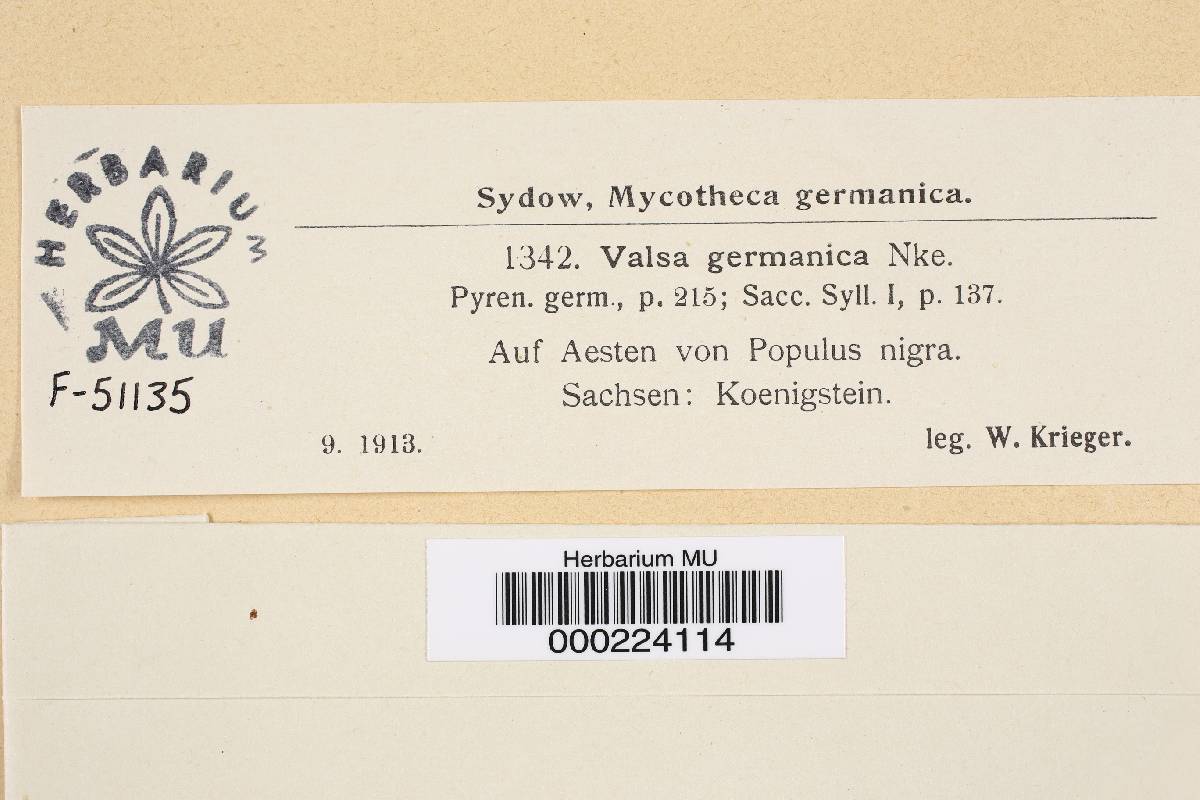 HERBARIUM
MU
F-51135
Sydow, Mycotheca germanica.
1342. Valsa germanica Nke.
Pyren. germ., p. 215; Sacc. Syll. I, p. 137.
Auf Aesten von Populus nigra.
Sachsen: Koenigstein.
9. 1913.
leg. W. Krieger.
Herbarium MU
000224114